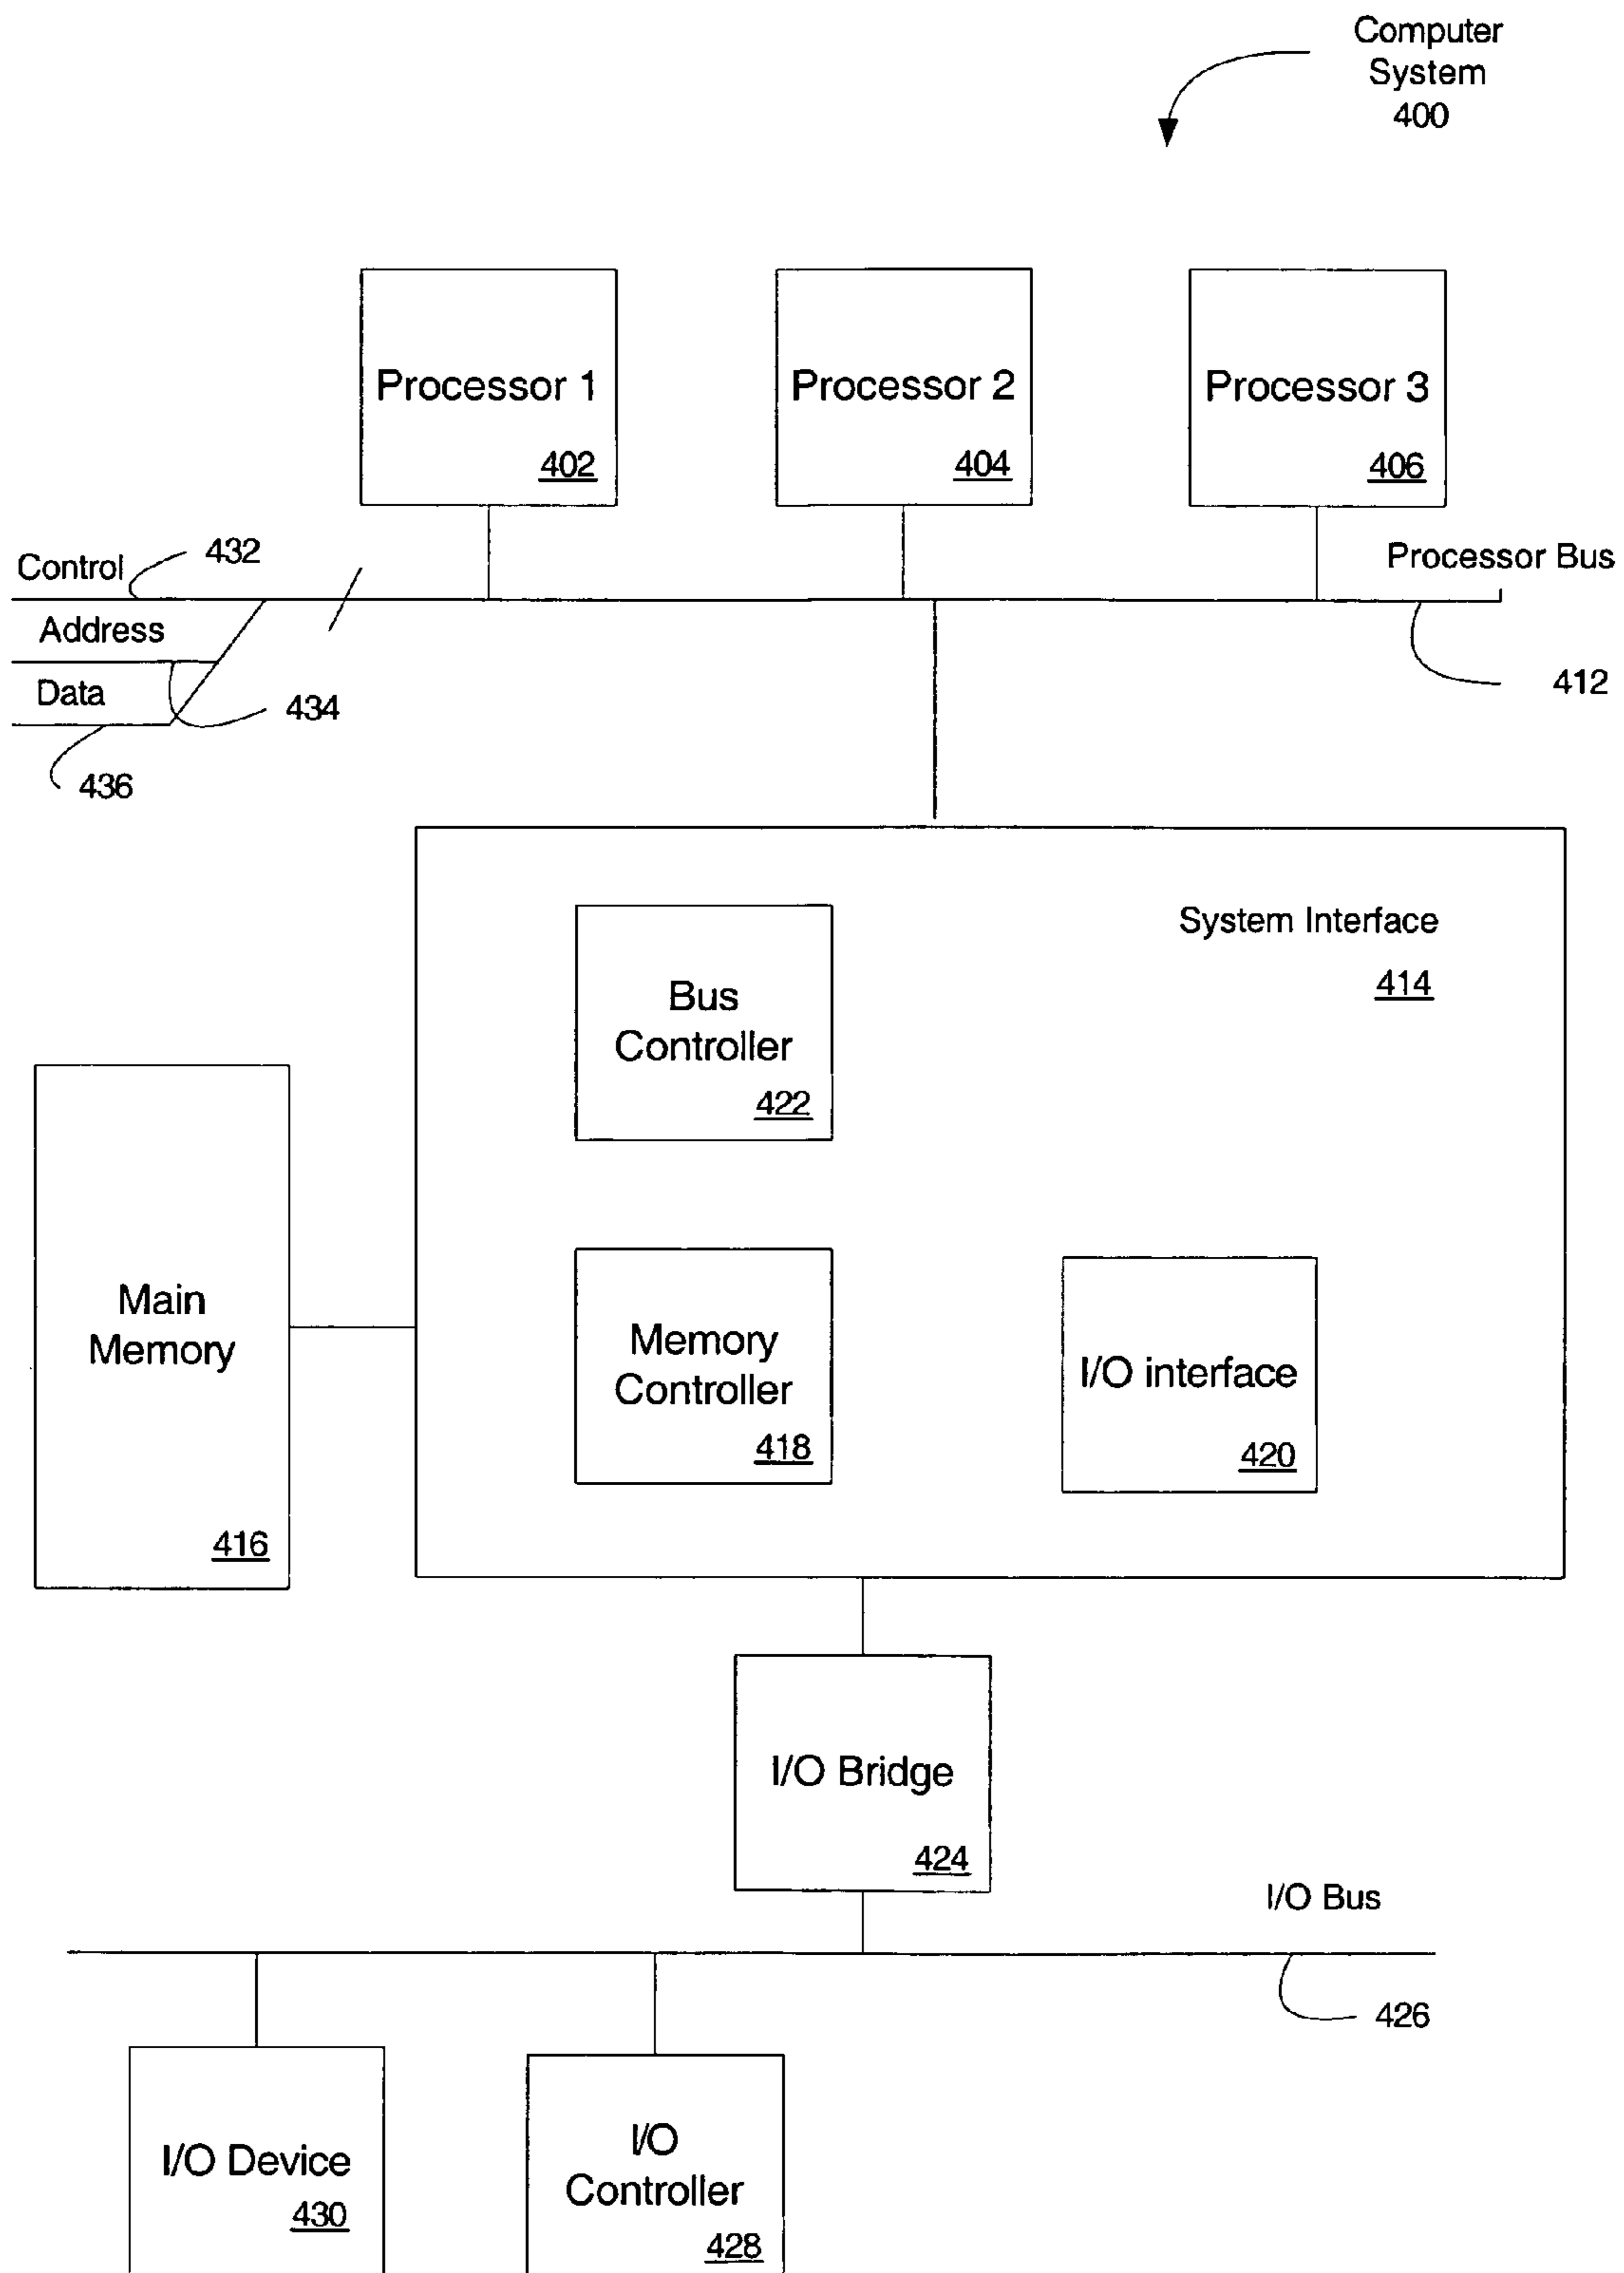 Computer
System
400
Processor 1
402
Processor 2
404
Processor 3
406
Control
432
Processor Bus
Address
Data
434
412
436
System Interface
414
Bus
Controller
422
Main
Memory
416
Memory
Controller
418
I/O interface
420
I/O Bridge
424
I/O Bus
426
I/O Device
430
I/O
Controller
428